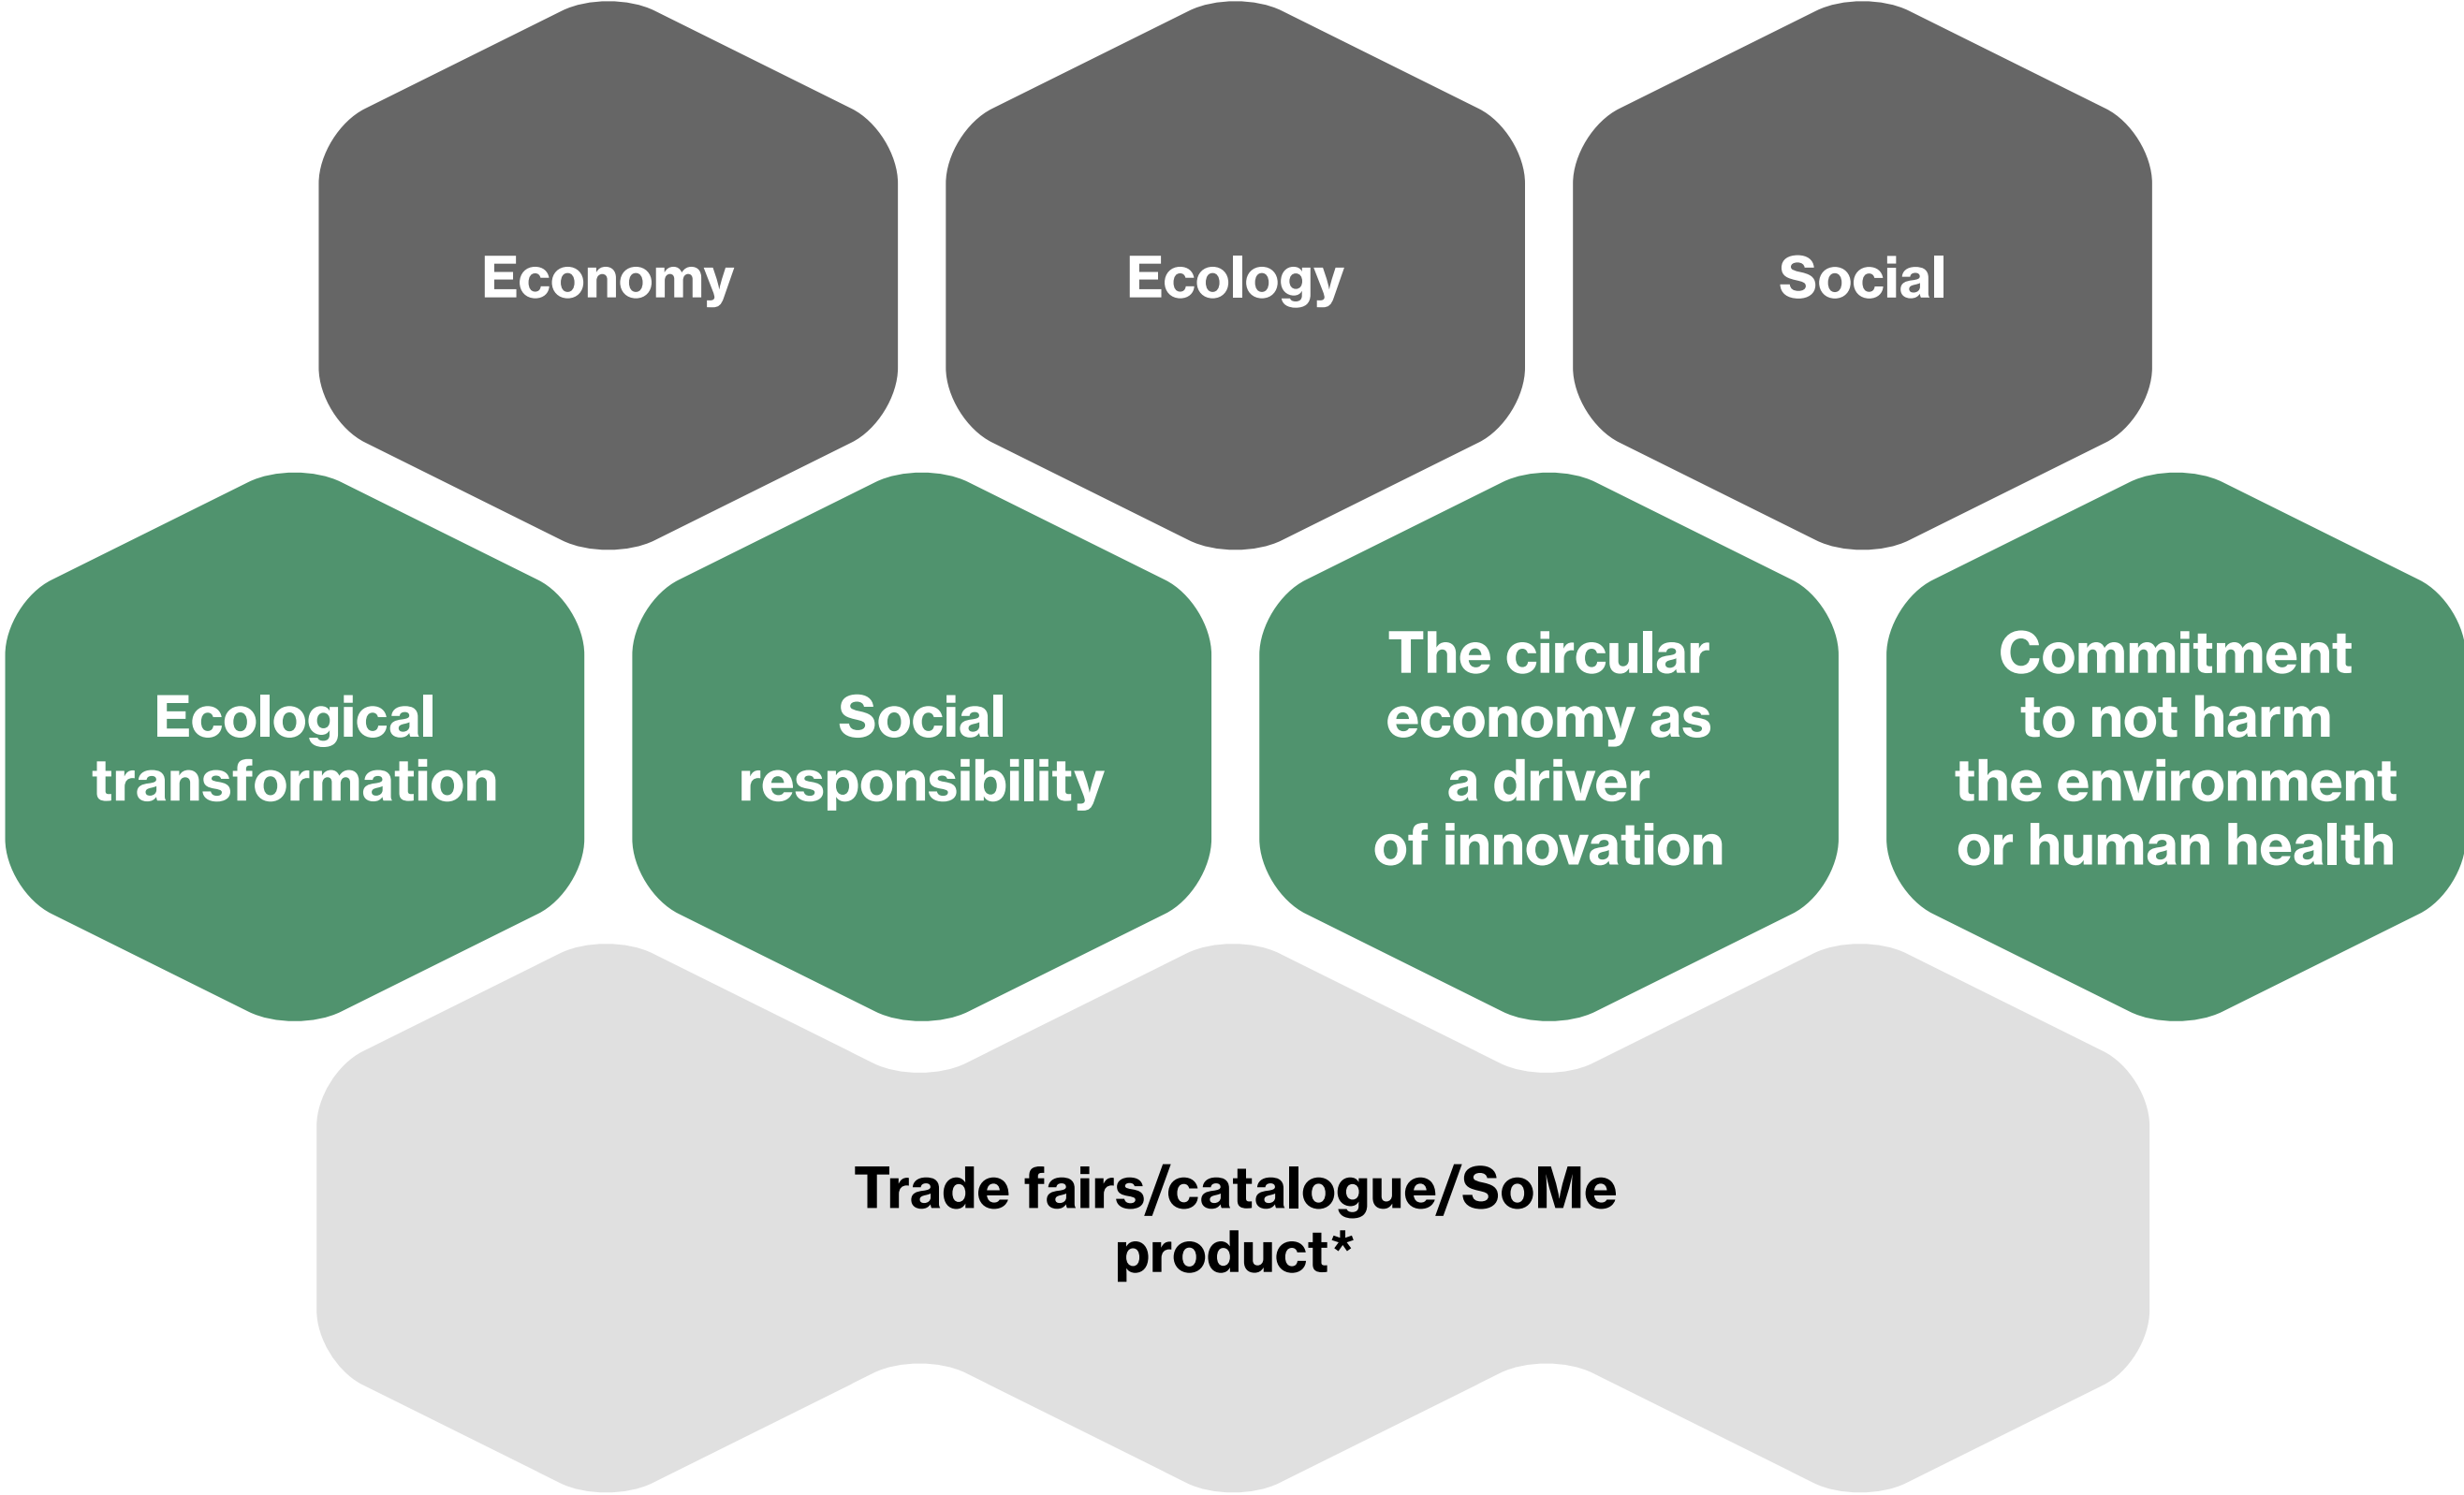 Economy
Ecology
Social
Ecological
transformation
Social
responsibility
The circular
economy as
a driver
of innovation
Commitment
to not harm
the environment
or human health
Trade fairs/catalogue/SoMe
product*